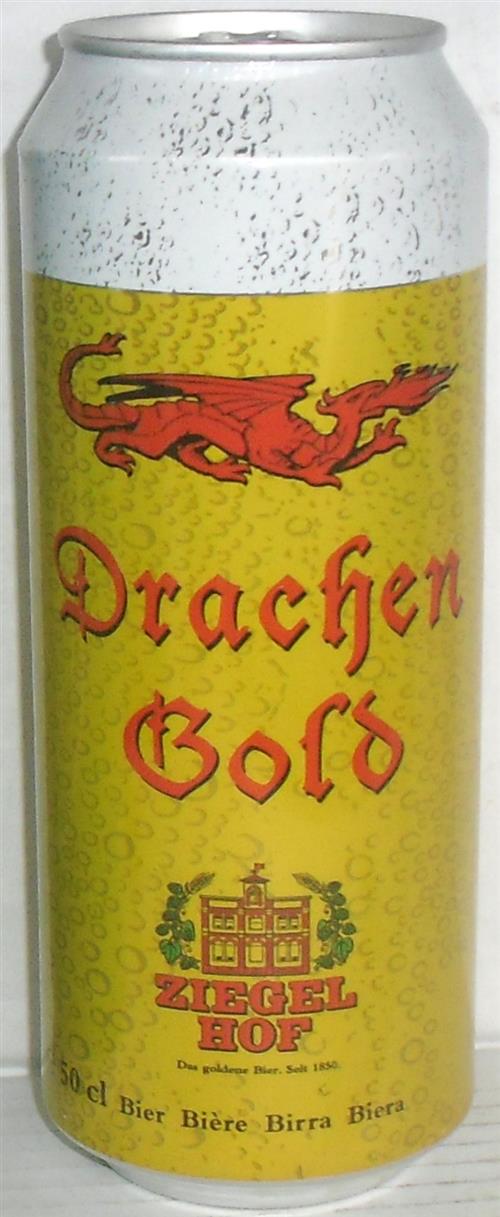 Drachen
Gold
ZIEGEL
HOF
Das goldene Bier. Seit 1850.
50 cl Bier Bière Birra Biera